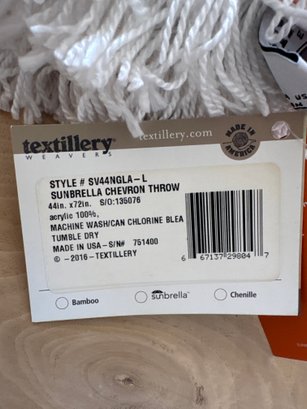 textillery
WEAVERS
textillery.com
MADE IN
AMERICA
STYLE # SV44NGLA-L
SUNBRELLA CHEVRON THROW
44in. x72in. S/O:135076
acrylic 100%,
MACHINE WASH/CAN CHLORINE BLEA
TUMBLE DRY
MADE IN USA-S/N# 751400
©-2016-TEXTILLERY
6 67137 29804 7
Bamboo
sunbrella
Chenille